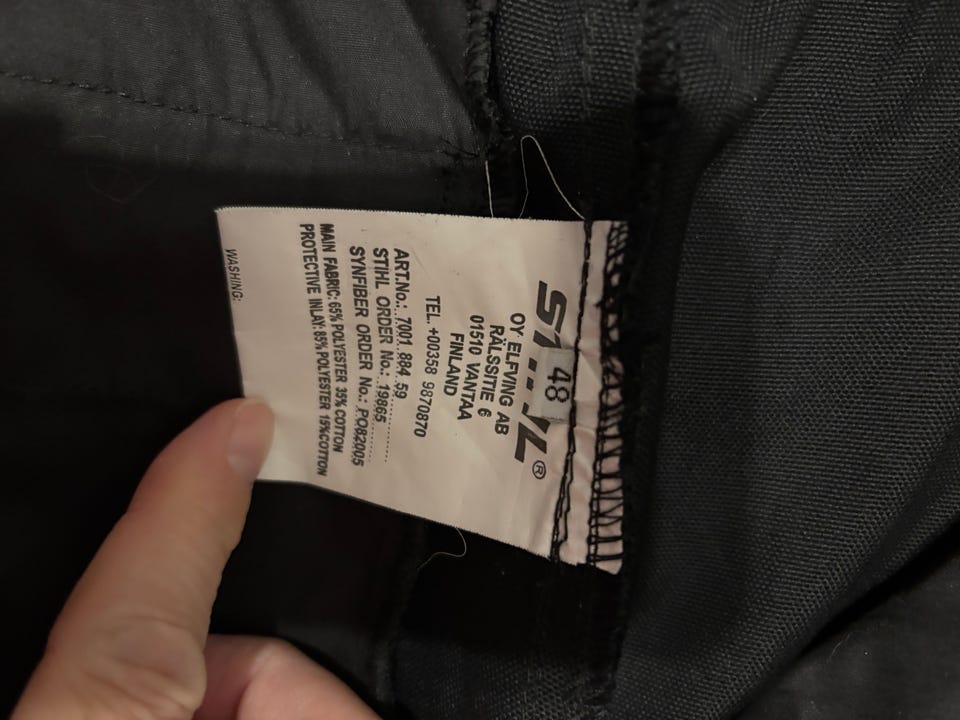 48
STIHL®
OY ELFVING AB
RÄLSSITIE 6
01510 VANTAA
FINLAND
TEL. +00358 9870870
ART.No.: 7001 884 59
STIHL ORDER No.: 19865
SYNFIBER ORDER No.: PO82005
MAIN FABRIC: 65% POLYESTER 35% COTTON
PROTECTIVE INLAY: 85% POLYESTER 15%COTTON
WASHING: